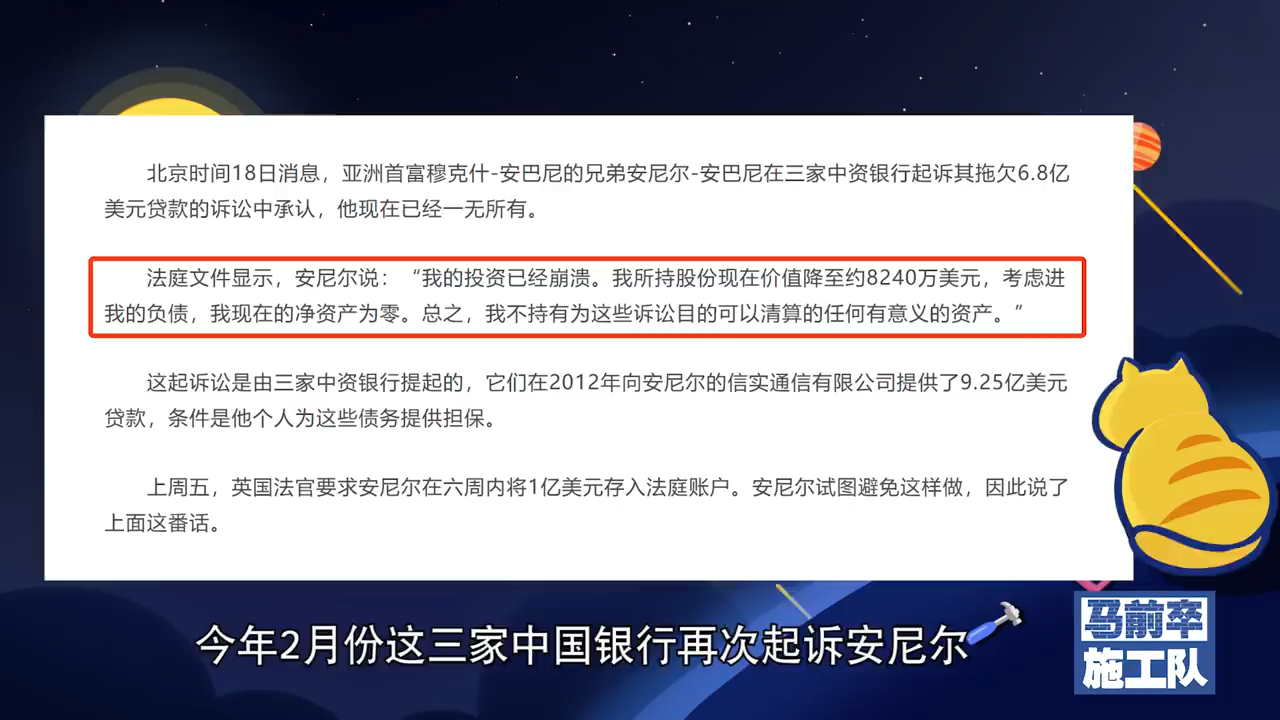 北京时间18日消息，亚洲首富穆克什-安巴尼的兄弟安尼尔-安巴尼在三家中资银行起诉其拖欠6.8亿
美元贷款的诉讼中承认，他现在已经一无所有。
法庭文件显示，安尼尔说：“我的投资已经崩溃。我所持股份现在价值降至约8240万美元，考虑进
我的负债，我现在的净资产为零。总之，我不持有为这些诉讼目的可以清算的任何有意义的资产。”
这起诉讼是由三家中资银行提起的，它们在2012年向安尼尔的信实通信有限公司提供了9.25亿美元
贷款，条件是他个人为这些债务提供担保。
上周五，英国法官要求安尼尔在六周内将1亿美元存入法庭账户。安尼尔试图避免这样做，因此说了
上面这番话。
今年2月份这三家中国银行再次起诉安尼尔
马前卒
施工队